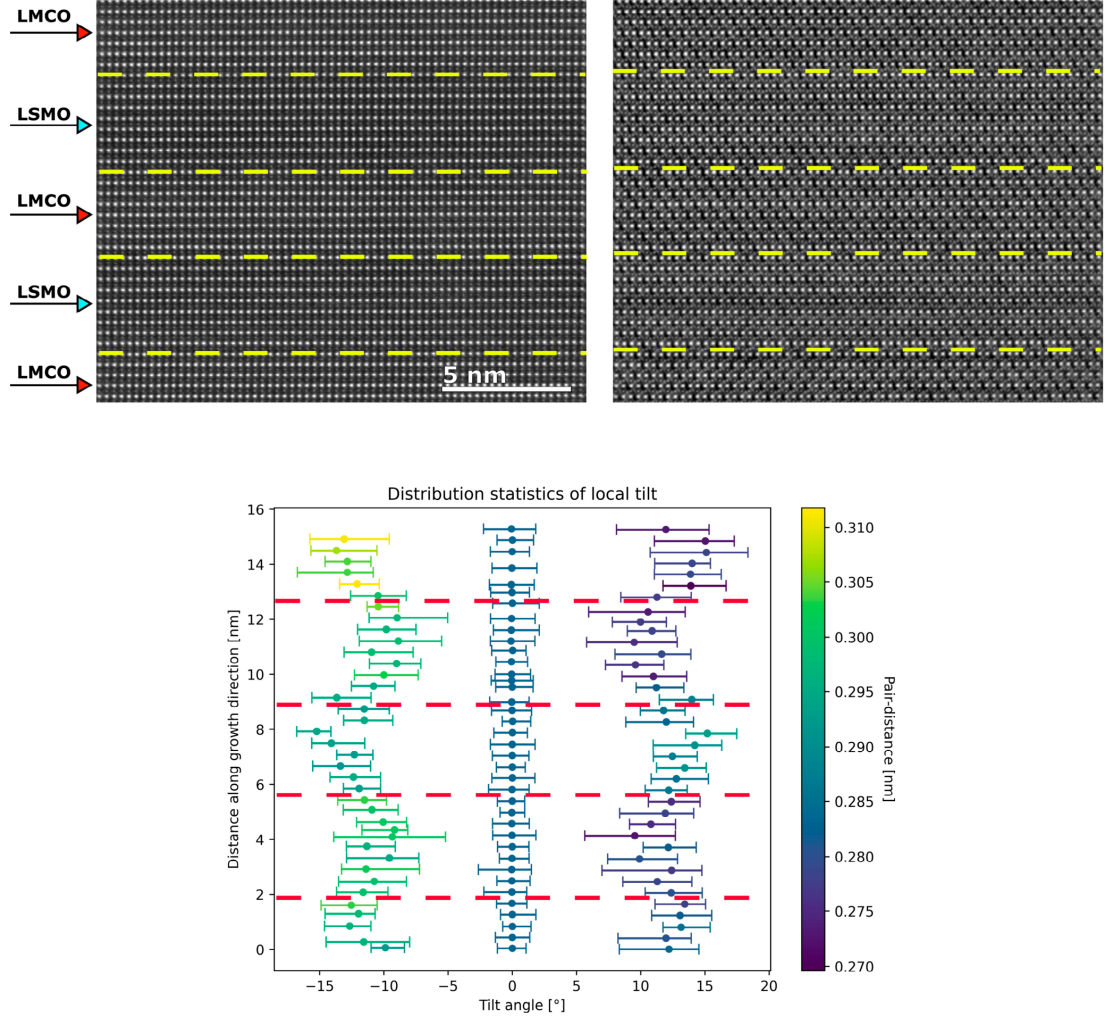 LMCO
LSMO
LMCO
LSMO
LMCO
5 nm
Distribution statistics of local tilt
Distance along growth direction [nm]
16
14
12
10
8
6
4
2
0
−15
−10
−5
0
5
10
15
20
Tilt angle [°]
0.310
0.305
0.300
0.295
0.290
0.285
0.280
0.275
0.270
Pair-distance [nm]